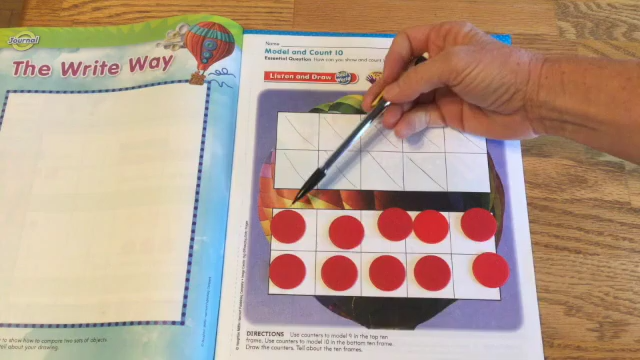 Journal
The Write Way
to show how to compare two sets of objects.
Tell about your drawing.
Name
Model and Count 10
Essential Question How can you show and count
Listen and Draw Real World
DIRECTIONS Use counters to model 9 in the top ten
frame. Use counters to model 10 in the bottom ten frame.
Draw the counters. Tell about the ten frames.